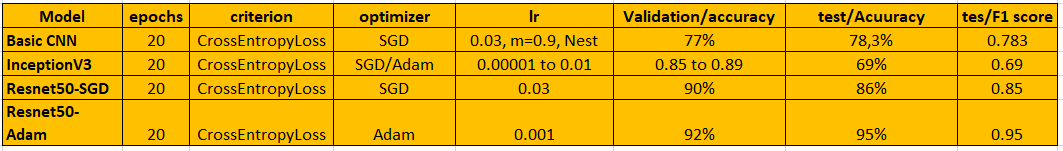 Model epochs criterion optimizer lr Validation/accuracy test/Acuuracy tes/F1 score
Basic CNN 20 CrossEntropyLoss SGD 0.03, m=0.9, Nest 77% 78,3% 0.783
InceptionV3 20 CrossEntropyLoss SGD/Adam 0.00001 to 0.01 0.85 to 0.89 69% 0.69
Resnet50-SGD 20 CrossEntropyLoss SGD 0.03 90% 86% 0.85
Resnet50-
Adam 20 CrossEntropyLoss Adam 0.001 92% 95% 0.95